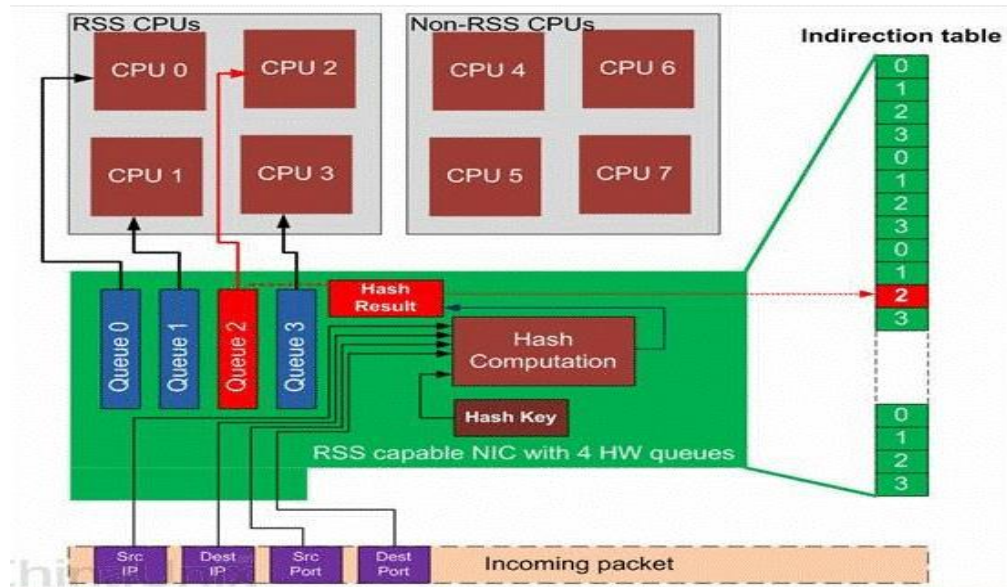 RSS CPUs
Non-RSS CPUs
Indirection table
CPU 0
CPU 2
CPU 4
CPU 6
CPU 1
CPU 3
CPU 5
CPU 7
0
1
2
3
0
1
2
3
0
1
2
3
Queue 0
Queue 1
Queue 2
Queue 3
Hash
Result
Hash
Computation
Hash Key
RSS capable NIC with 4 HW queues
0
1
2
3
Src
IP
Dest
IP
Src
Port
Dest
Port
Incoming packet